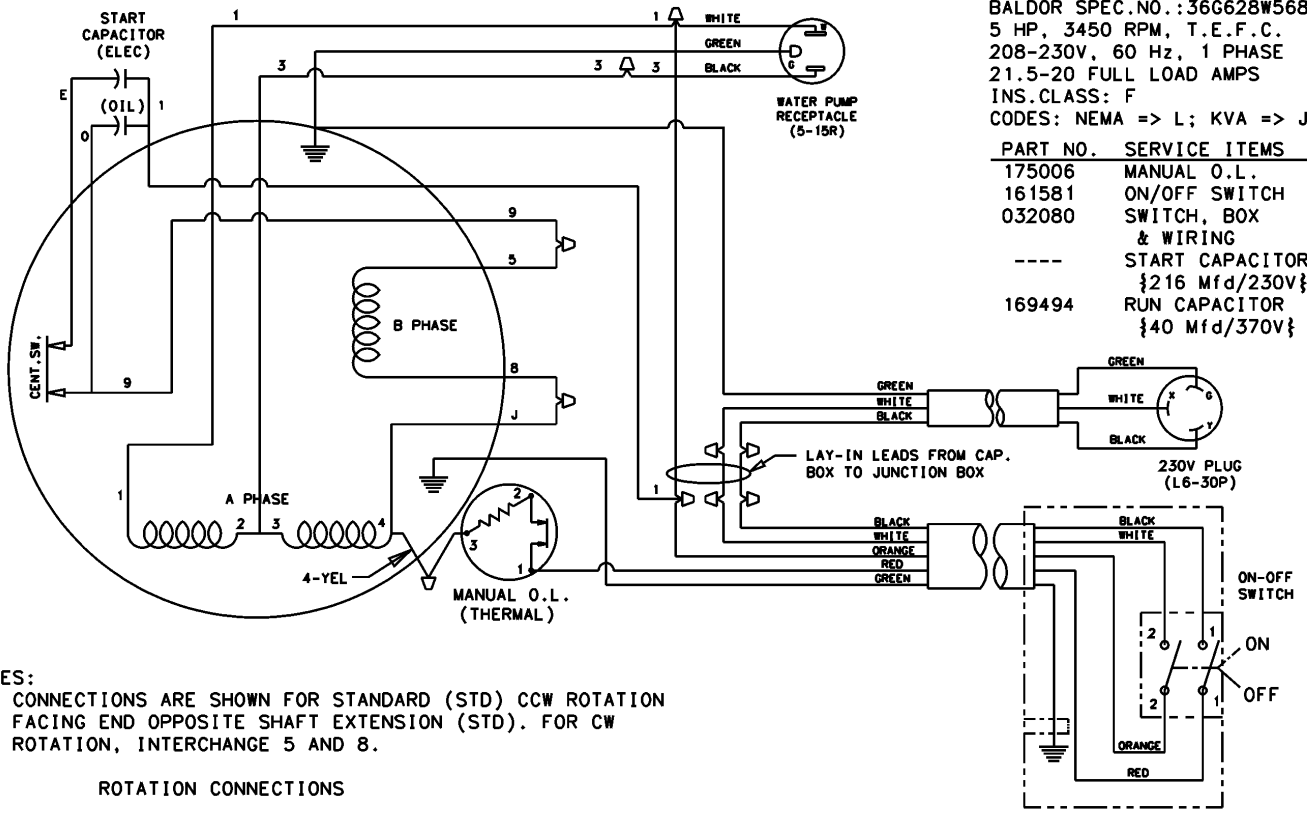 START
CAPACITOR
(ELEC)
E
(OIL)
1
O
1
3
1
WHITE
GREEN
3
3
BLACK
W
G
WATER PUMP
RECEPTACLE
(5-15R)
BALDOR SPEC.NO.:36G628W568
5 HP, 3450 RPM, T.E.F.C.
208-230V, 60 Hz, 1 PHASE
21.5-20 FULL LOAD AMPS
INS.CLASS: F
CODES: NEMA => L; KVA => J
PART NO. SERVICE ITEMS
175006 MANUAL O.L.
161581 ON/OFF SWITCH
032080 SWITCH, BOX
& WIRING
---- START CAPACITOR
{216 Mfd/230V}
169494 RUN CAPACITOR
{40 Mfd/370V}
9
5
B PHASE
8
J
CENT.SW.
9
1
A PHASE
2
3
4
4-YEL
2
3
1
MANUAL O.L.
(THERMAL)
GREEN
WHITE
BLACK
GREEN
WHITE
BLACK
X
G
Y
230V PLUG
(L6-30P)
LAY-IN LEADS FROM CAP.
BOX TO JUNCTION BOX
1
BLACK
WHITE
ORANGE
RED
GREEN
BLACK
WHITE
ON-OFF
SWITCH
2
1
ON
OFF
2
1
ORANGE
RED
ES:
CONNECTIONS ARE SHOWN FOR STANDARD (STD) CCW ROTATION
FACING END OPPOSITE SHAFT EXTENSION (STD). FOR CW
ROTATION, INTERCHANGE 5 AND 8.
ROTATION CONNECTIONS